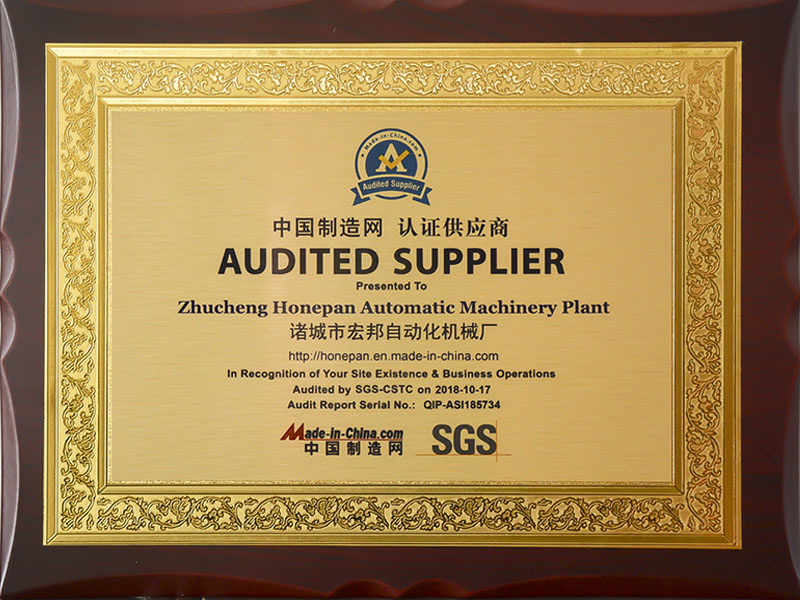 Made-in-China.com
Audited Supplier
中国制造网 认证供应商
AUDITED SUPPLIER
Presented To
Zhucheng Honepan Automatic Machinery Plant
诸城市宏邦自动化机械厂
http://honepan.en.made-in-china.com
In Recognition of Your Site Existence & Business Operations
Audited by SGS-CSTC on 2018-10-17
Audit Report Serial No.: QIP-ASI185734
Made-in-China.com
中国制造网
SGS